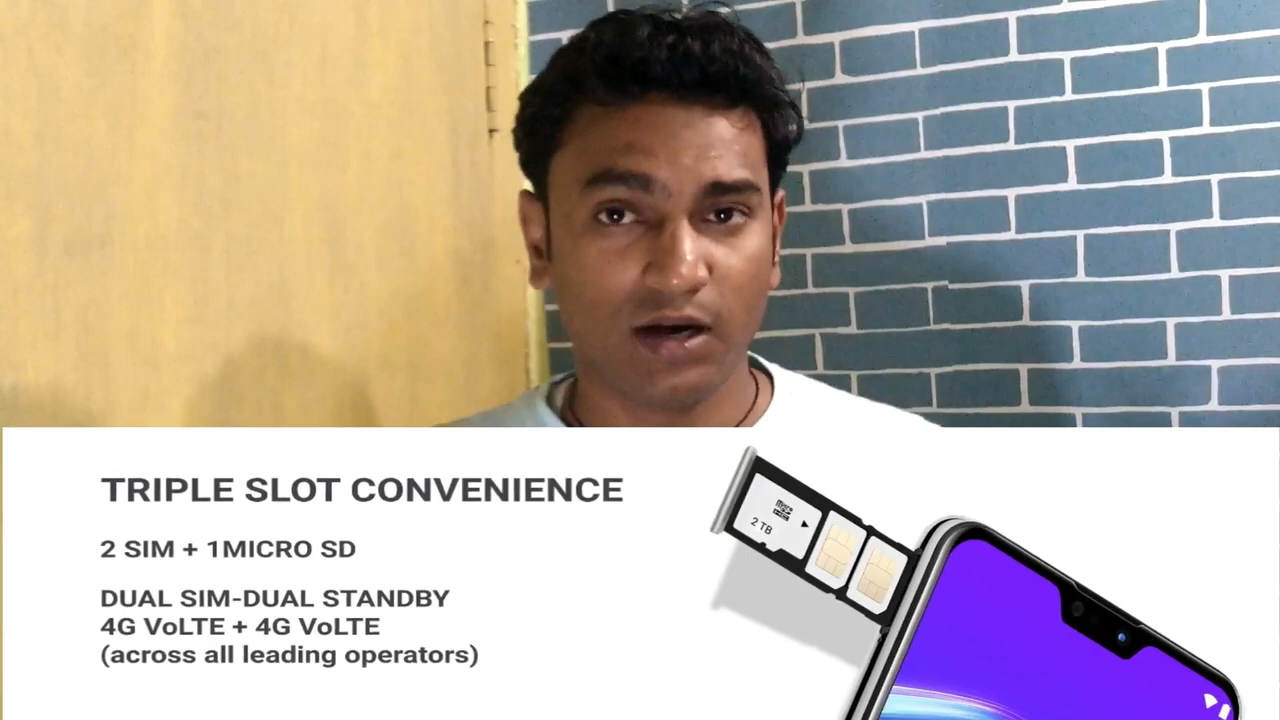 TRIPLE SLOT CONVENIENCE
2 SIM + 1MICRO SD
DUAL SIM-DUAL STANDBY
4G VoLTE + 4G VoLTE
(across all leading operators)
micro
2 TB